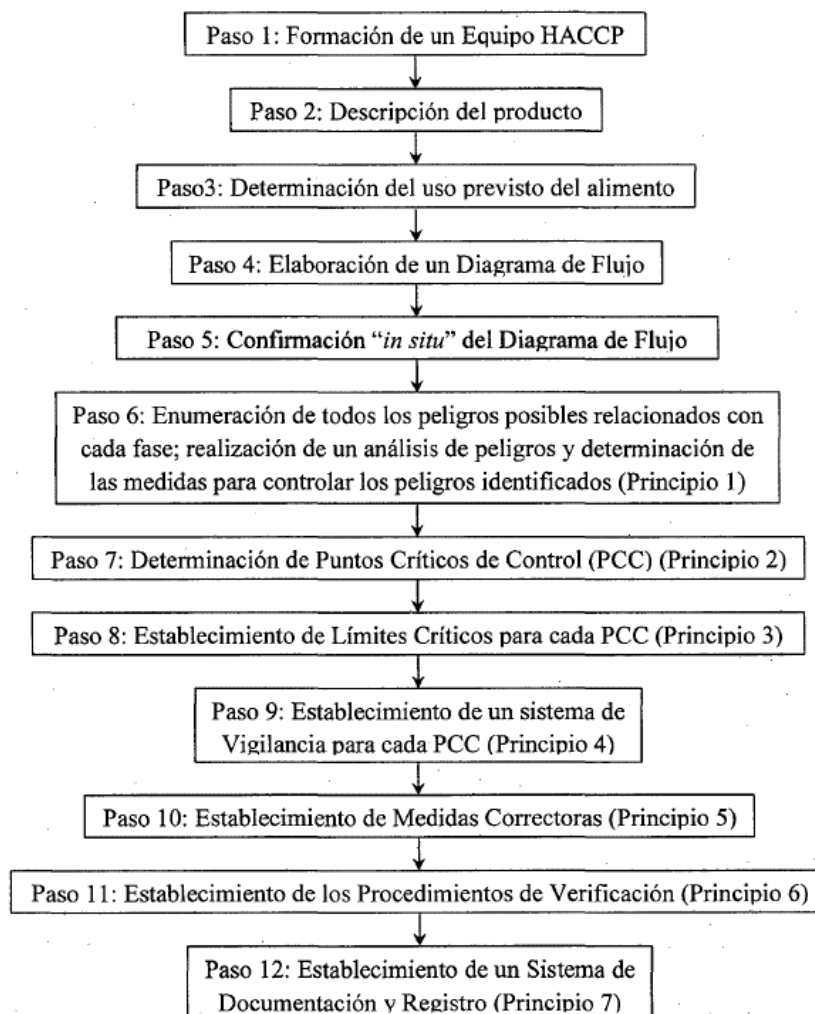 Paso 1: Formación de un Equipo HACCP
Paso 2: Descripción del producto
Paso3: Determinación del uso previsto del alimento
Paso 4: Elaboración de un Diagrama de Flujo
Paso 5: Confirmación “in situ” del Diagrama de Flujo
Paso 6: Enumeración de todos los peligros posibles relacionados con
cada fase; realización de un análisis de peligros y determinación de
las medidas para controlar los peligros identificados (Principio 1)
Paso 7: Determinación de Puntos Críticos de Control (PCC) (Principio 2)
Paso 8: Establecimiento de Límites Críticos para cada PCC (Principio 3)
Paso 9: Establecimiento de un sistema de
Vigilancia para cada PCC (Principio 4)
Paso 10: Establecimiento de Medidas Correctoras (Principio 5)
Paso 11: Establecimiento de los Procedimientos de Verificación (Principio 6)
Paso 12: Establecimiento de un Sistema de
Documentación y Registro (Principio 7)